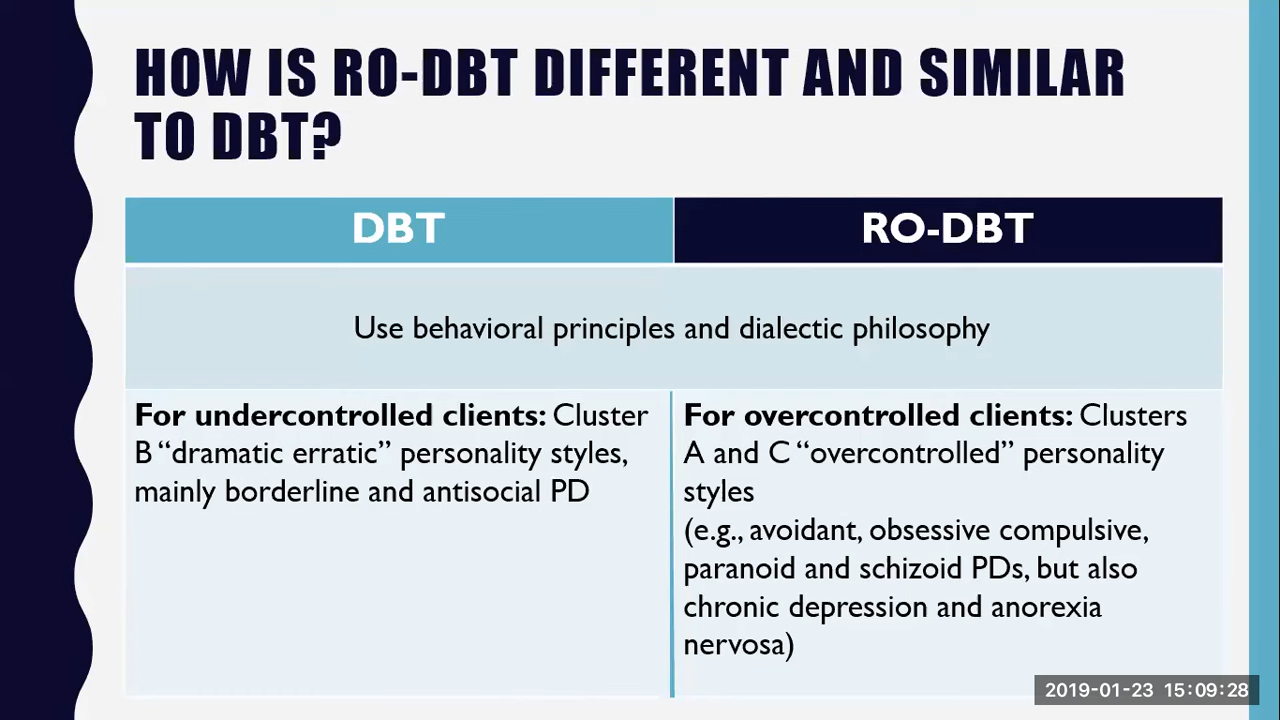 HOW IS RO-DBT DIFFERENT AND SIMILAR
TO DBT?
DBT
RO-DBT
Use behavioral principles and dialectic philosophy
For undercontrolled clients: Cluster
B “dramatic erratic” personality styles,
mainly borderline and antisocial PD
For overcontrolled clients: Clusters
A and C “overcontrolled” personality
styles
(e.g., avoidant, obsessive compulsive,
paranoid and schizoid PDs, but also
chronic depression and anorexia
nervosa)
2019-01-23 15:09:28